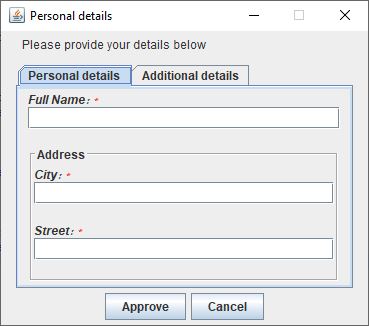 Personal details
Please provide your details below
Personal details Additional details
Full Name: *
Address
City: *
Street: *
Approve Cancel